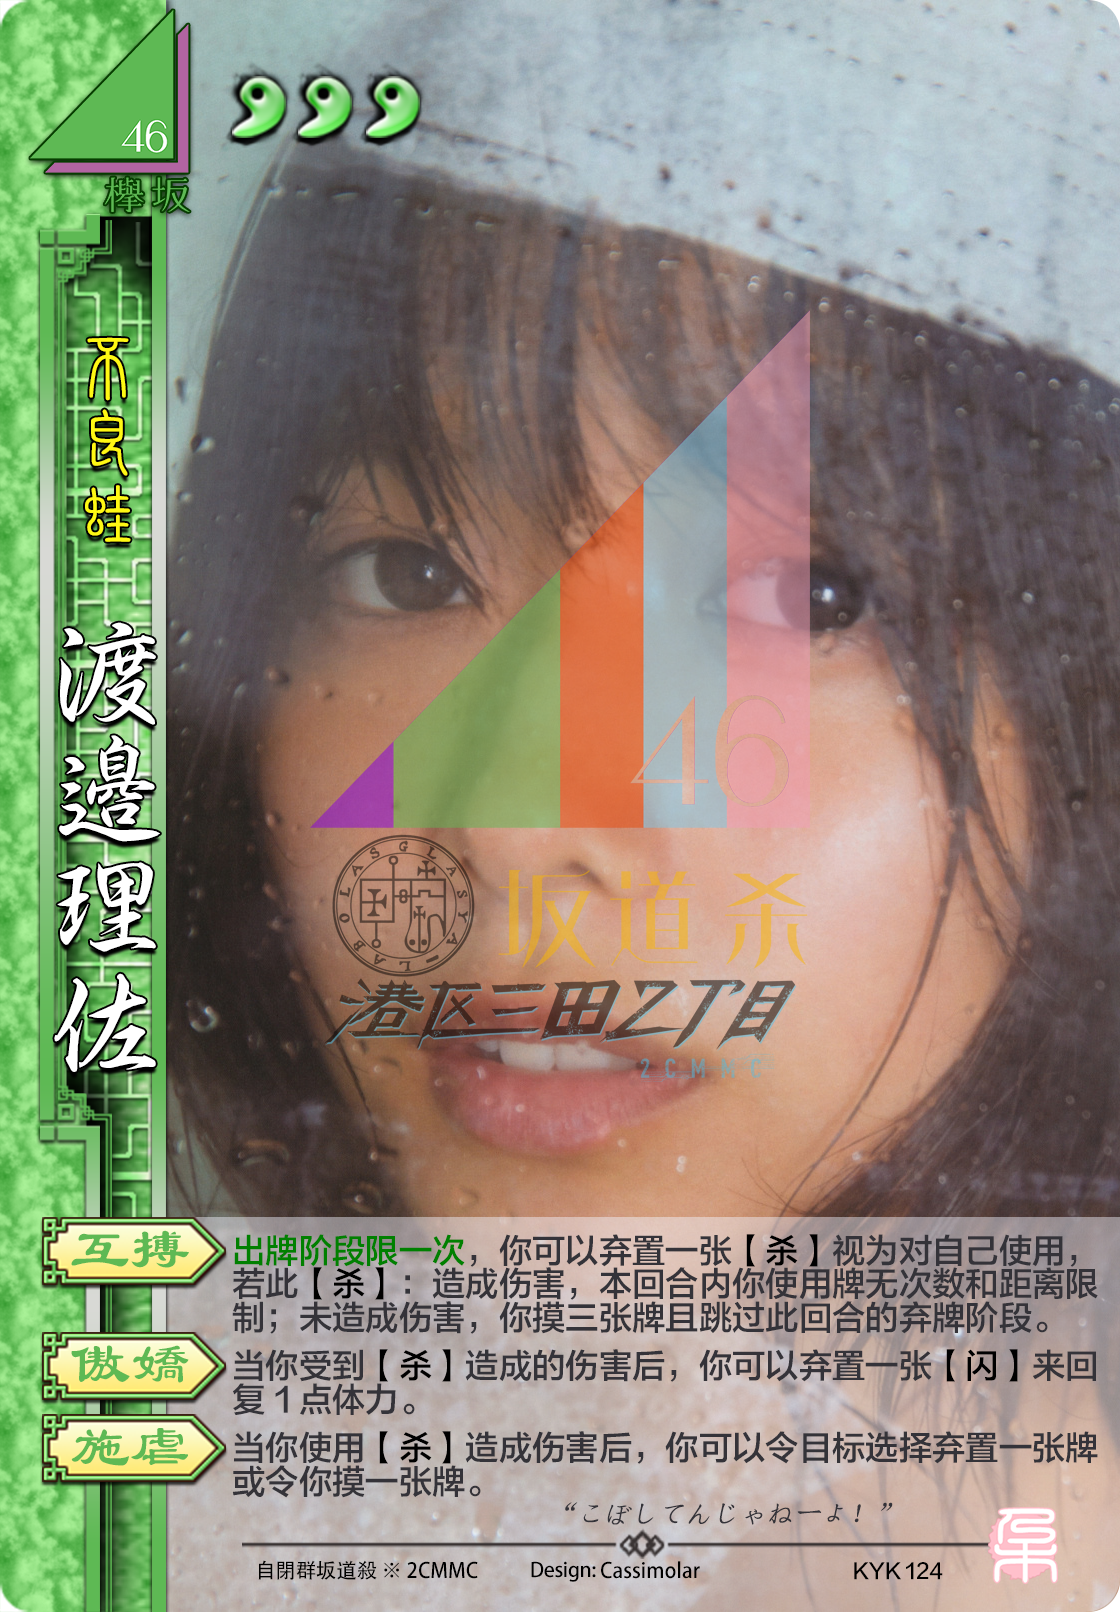 46
欅坂
不良蛙
渡邉理佐
46
GLASYA-LABOLAS
坂道杀
港区三田2丁目
2CMMC
互搏
出牌阶段限一次，你可以弃置一张【杀】视为对自己使用，
若此【杀】：造成伤害，本回合内你使用牌无次数和距离限
制；未造成伤害，你摸三张牌且跳过此回合的弃牌阶段。
傲嬌
当你受到【杀】造成的伤害后，你可以弃置一张【闪】来回
复1点体力。
施虐
当你使用【杀】造成伤害后，你可以令目标选择弃置一张牌
或令你摸一张牌。
“こぼしてんじゃねーよ！”
自閉群坂道殺 ※ 2CMMC
Design: Cassimolar
KYK 124